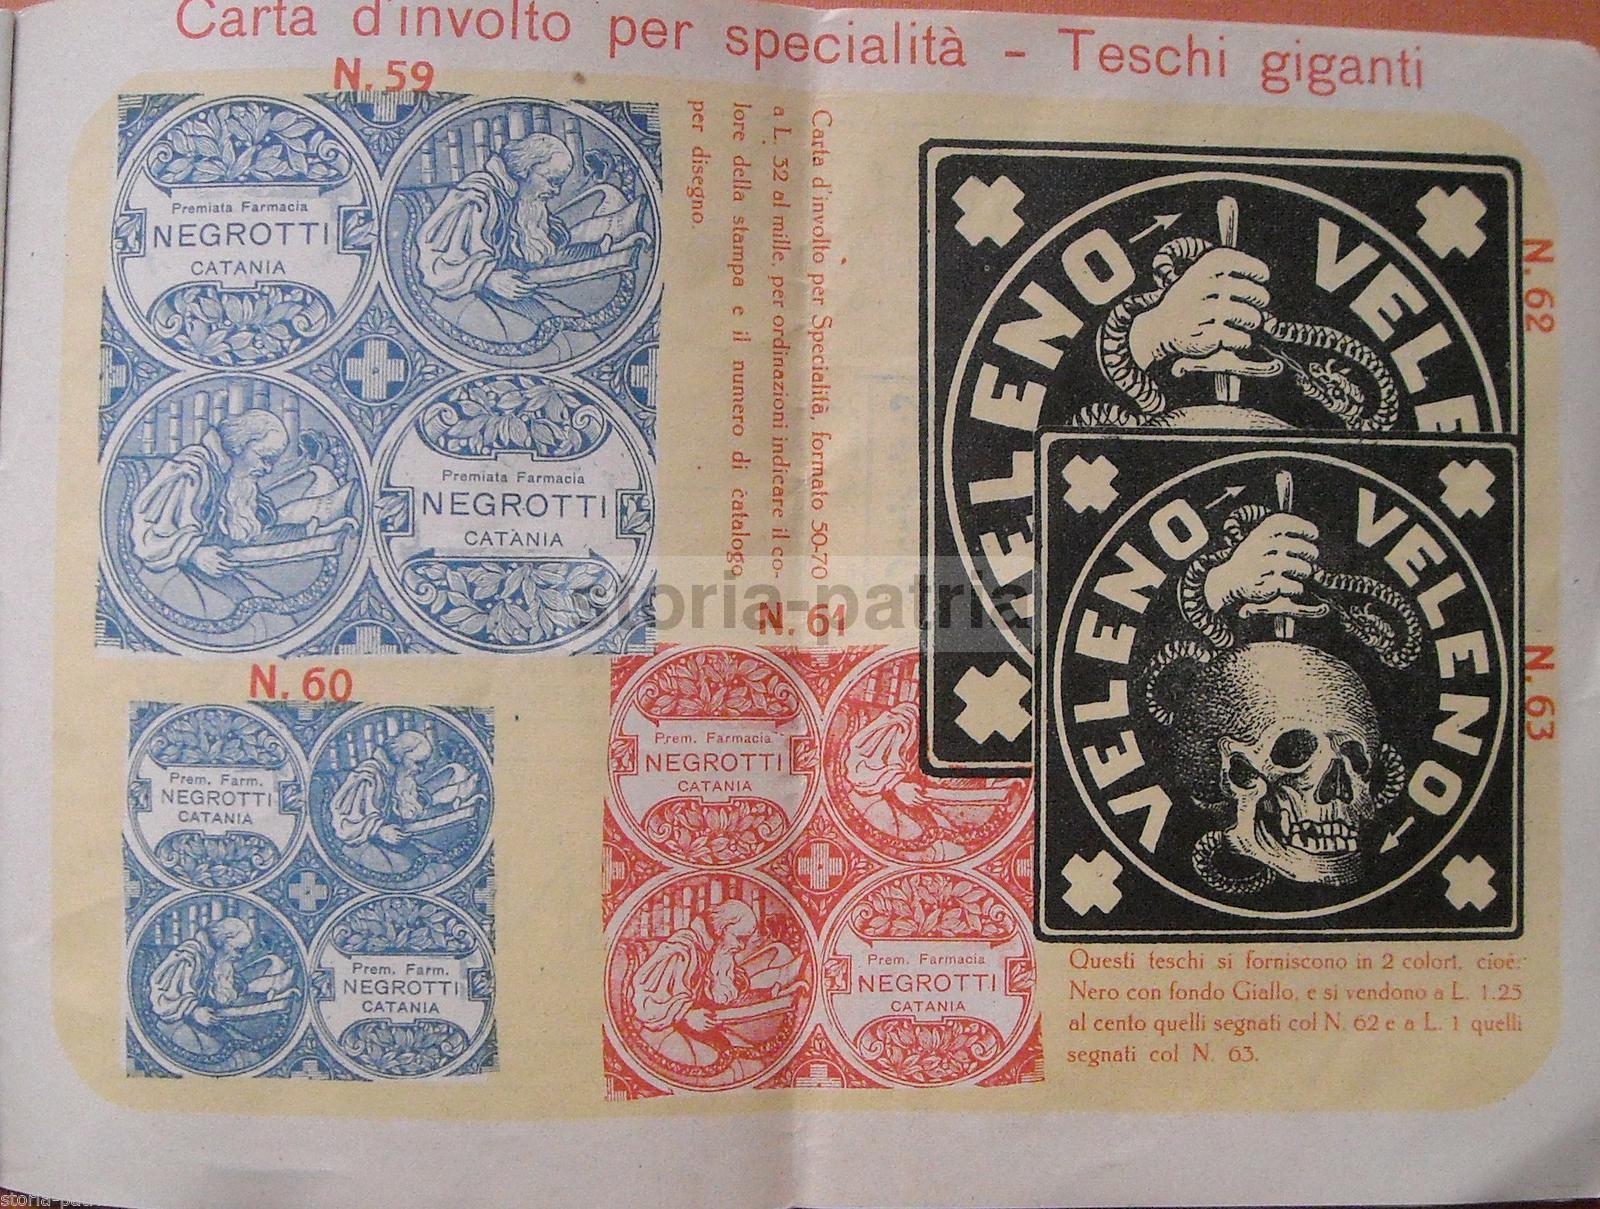 Carta d'involto per specialità - Teschi giganti
N. 59
Premiata Farmacia
NEGROTTI
CATANIA
Premiata Farmacia
NEGROTTI
CATANIA
Carta d'involto per Specialità, formato 50-70
a L. 32 al mille, per ordinazioni indicare il co-
lore della stampa e il numero di catalogo
per disegno.
N. 60
Prem. Farm.
NEGROTTI
CATANIA
Prem. Farm.
NEGROTTI
CATANIA
N. 61
Prem. Farmacia
NEGROTTI
CATANIA
Prem. Farmacia
NEGROTTI
CATANIA
N. 62
VELENO VELE
VELE
N. 63
VELENO VELENO
VELENO
Questi teschi si forniscono in 2 colori, cioè:
Nero con fondo Giallo, e si vendono a L. 1.25
al cento quelli segnati col N. 62 e a L. 1 quelli
segnati col N. 63.
storia-patria